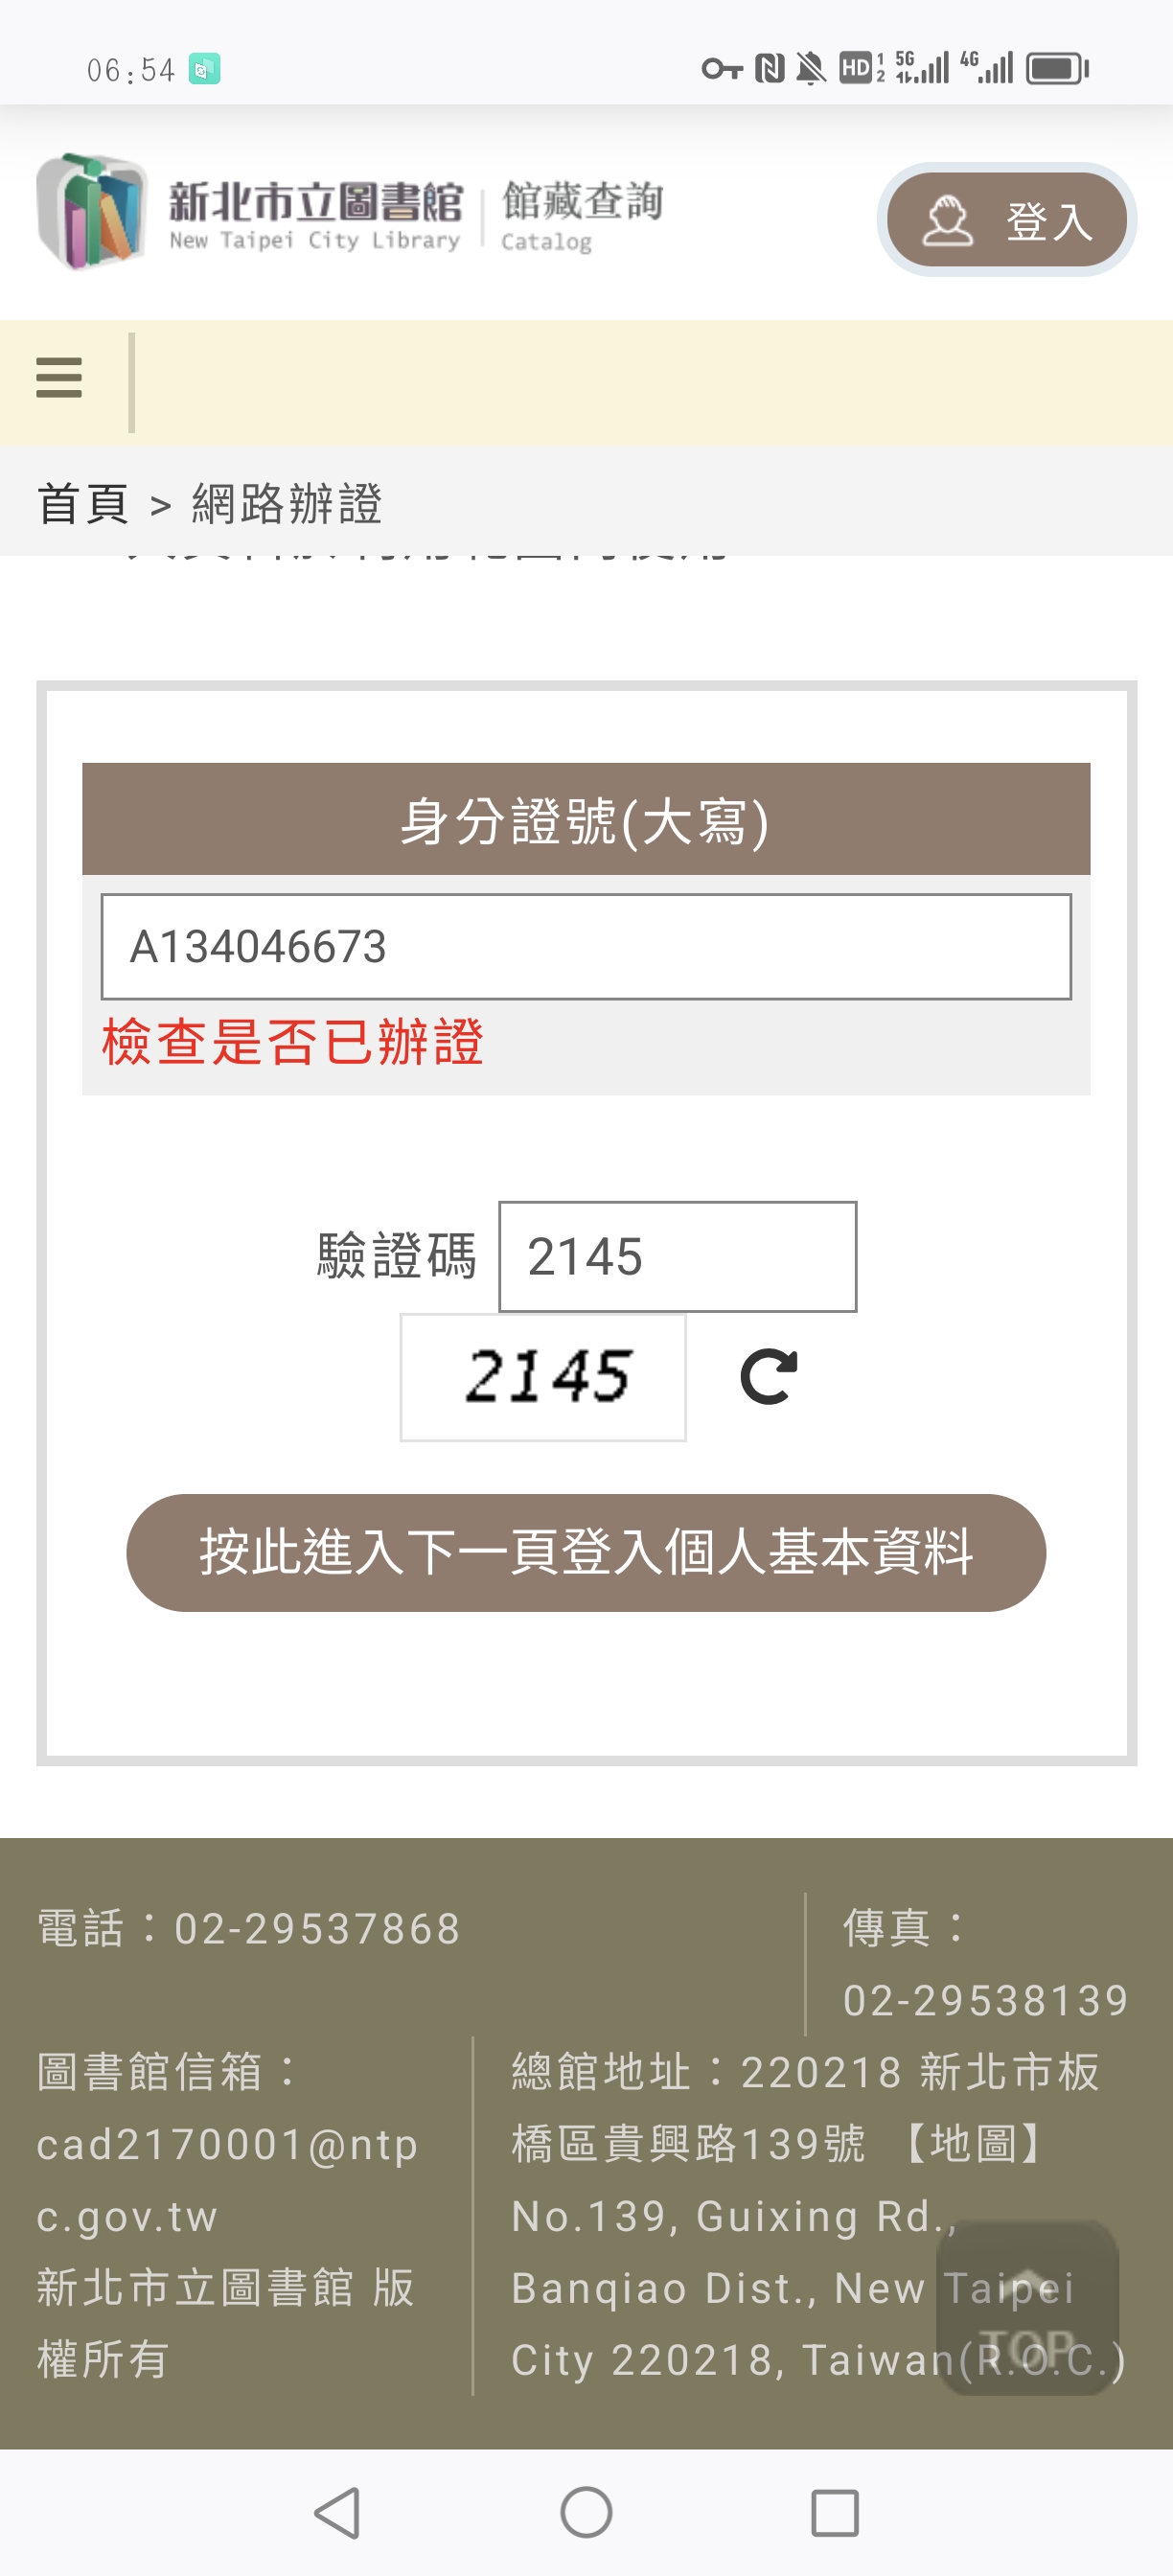 06:54
HD 1 2 5G 4G
新北市立圖書館 館藏查詢
New Taipei City Library Catalog
登入
首頁 > 網路辦證
身分證號(大寫)
A134046673
檢查是否已辦證
驗證碼 2145
2145
按此進入下一頁登入個人基本資料
電話：02-29537868
傳真：
02-29538139
圖書館信箱：
cad2170001@ntp
c.gov.tw
新北市立圖書館 版
權所有
總館地址：220218 新北市板
橋區貴興路139號 【地圖】
No.139, Guixing Rd.,
Banqiao Dist., New Taipei
City 220218, Taiwan(R.O.C.)
TOP